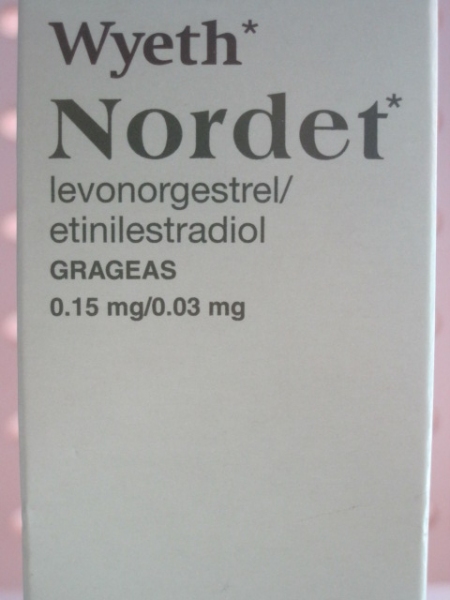 Wyeth*
Nordet*
levonorgestrel/
etinilestradiol
GRAGEAS
0.15 mg/0.03 mg